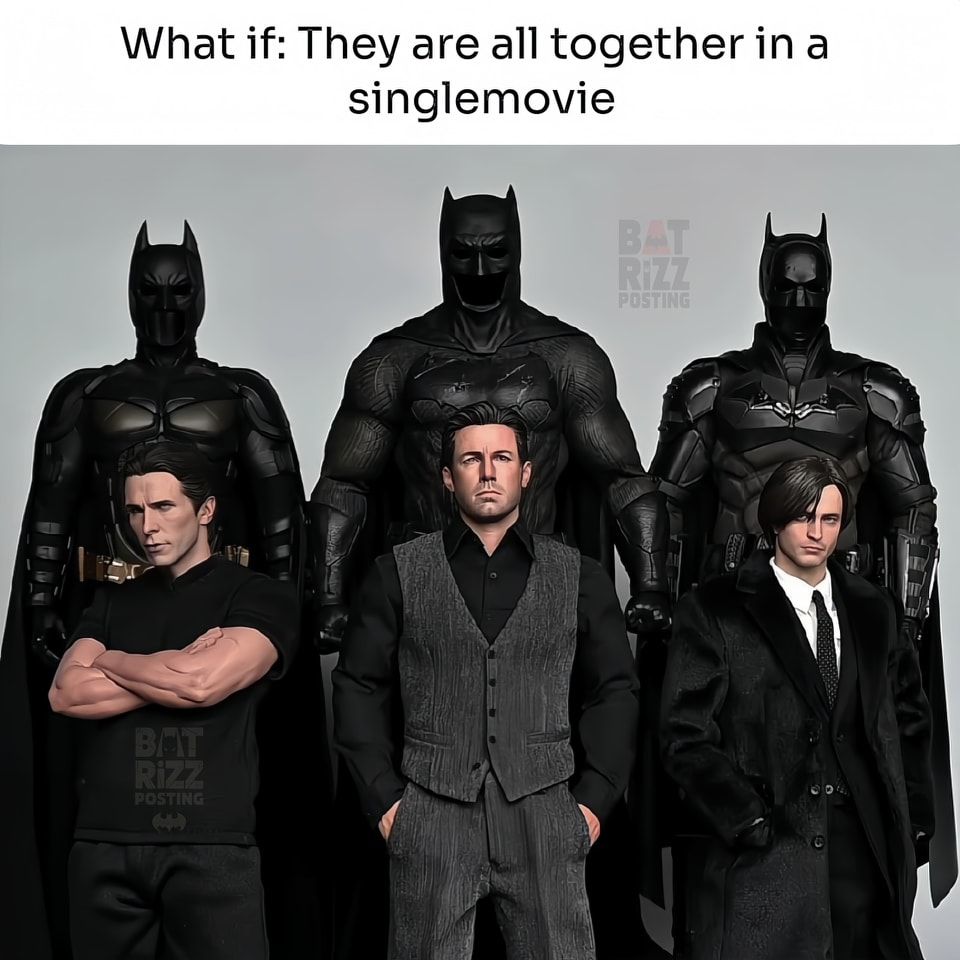 What if: They are all together in a
singlemovie
BAT
RiZZ
POSTING
BAT
RiZZ
POSTING